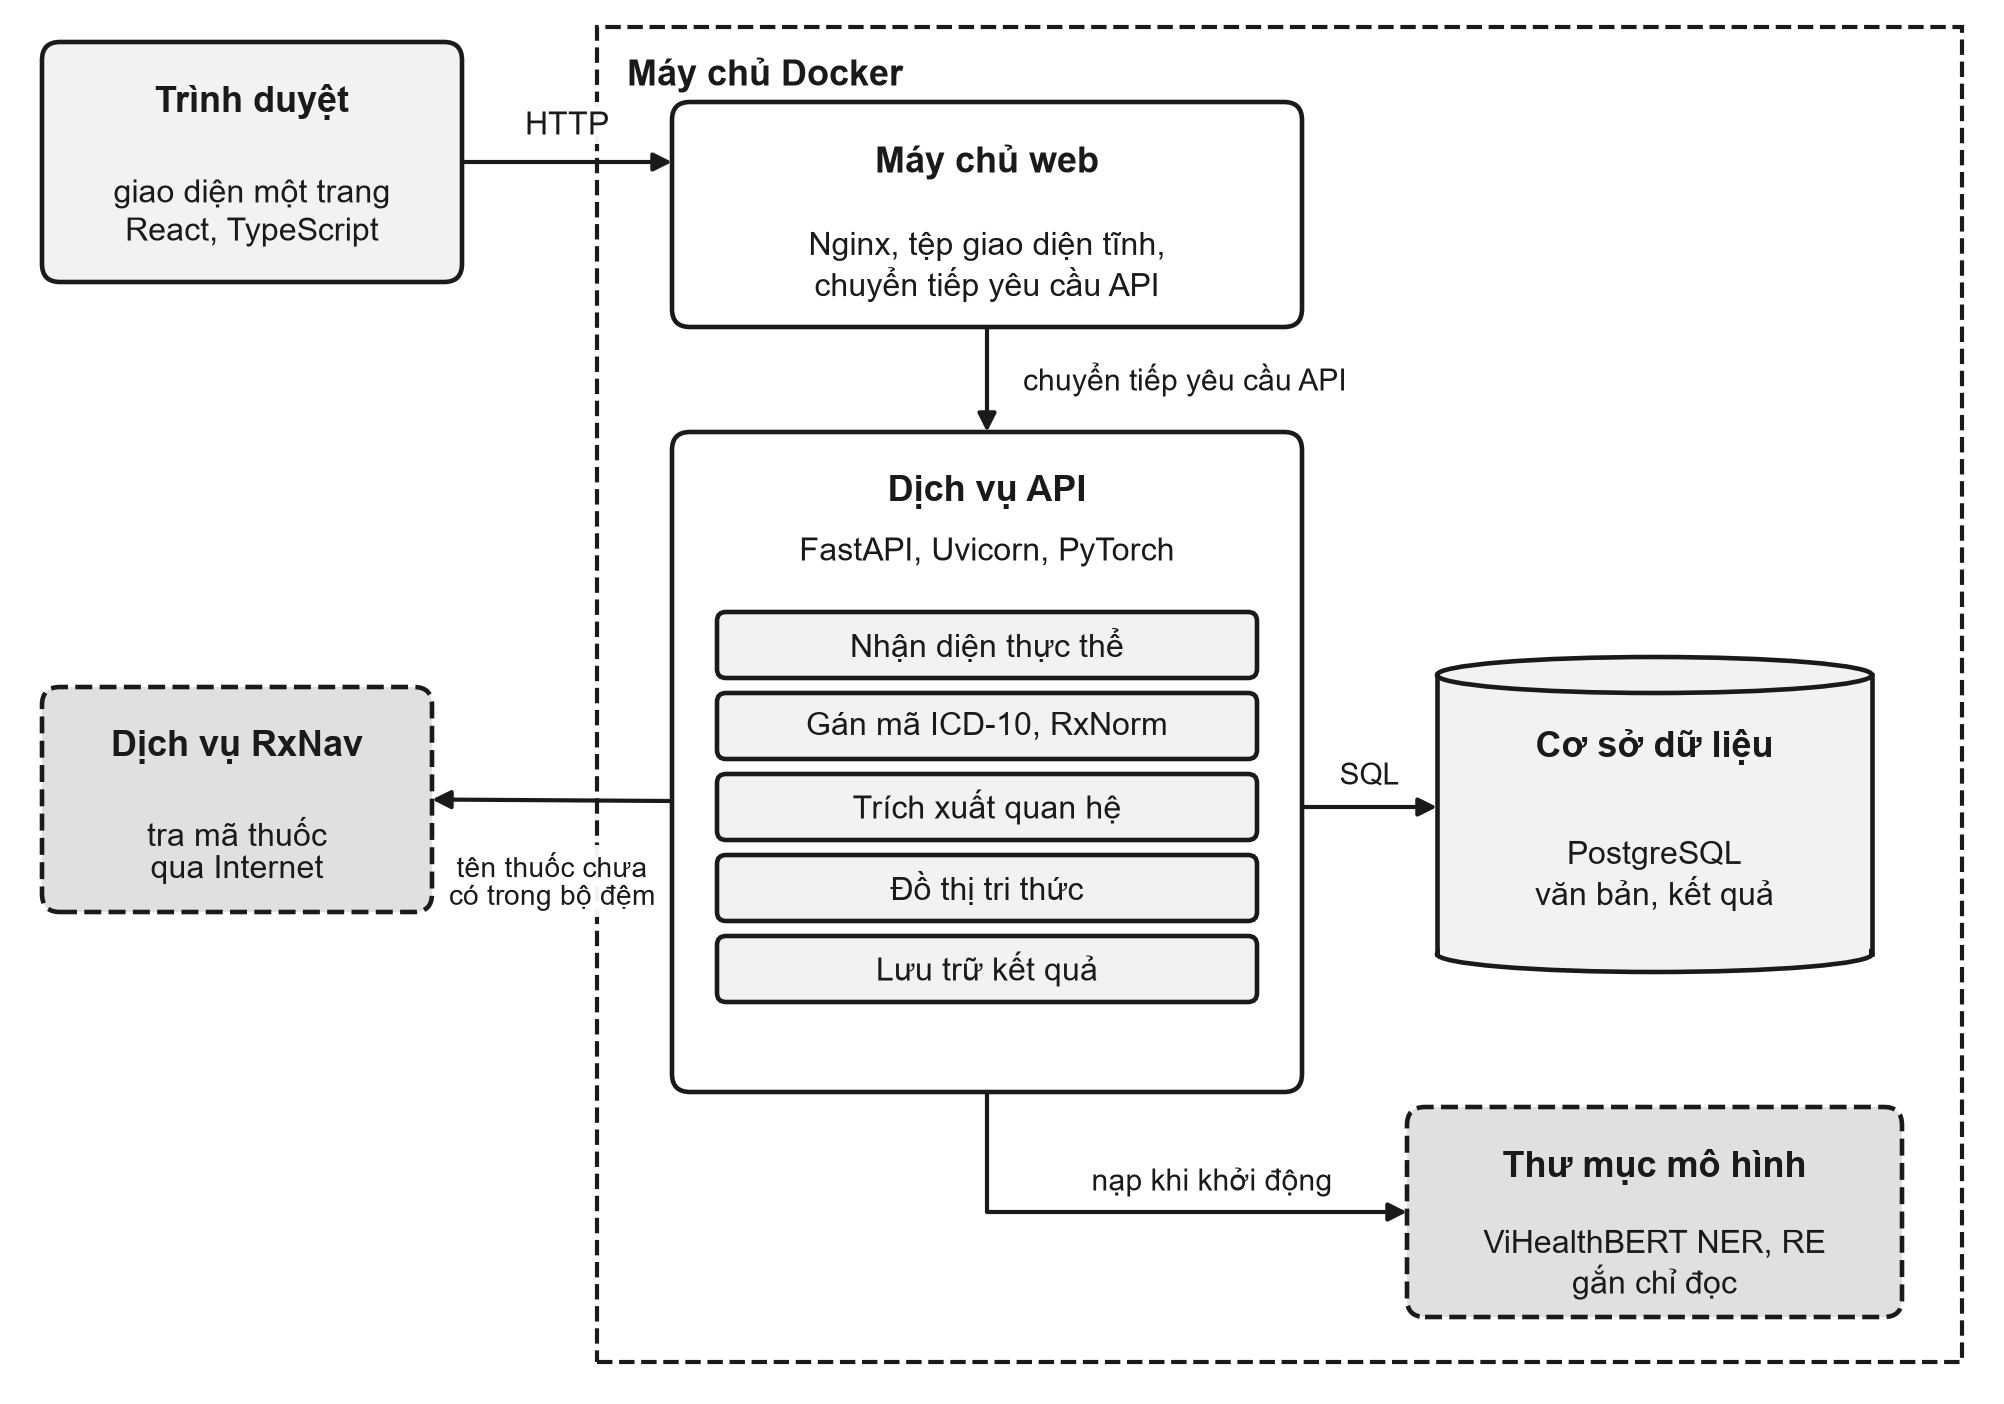 Trình duyệt
giao diện một trang
React, TypeScript
HTTP
Máy chủ Docker
Máy chủ web
Nginx, tệp giao diện tĩnh,
chuyển tiếp yêu cầu API
chuyển tiếp yêu cầu API
Dịch vụ API
FastAPI, Uvicorn, PyTorch
Nhận diện thực thể
Gán mã ICD-10, RxNorm
Trích xuất quan hệ
Đồ thị tri thức
Lưu trữ kết quả
Dịch vụ RxNav
tra mã thuốc
qua Internet
tên thuốc chưa
có trong bộ đệm
SQL
Cơ sở dữ liệu
PostgreSQL
văn bản, kết quả
nạp khi khởi động
Thư mục mô hình
ViHealthBERT NER, RE
gắn chỉ đọc